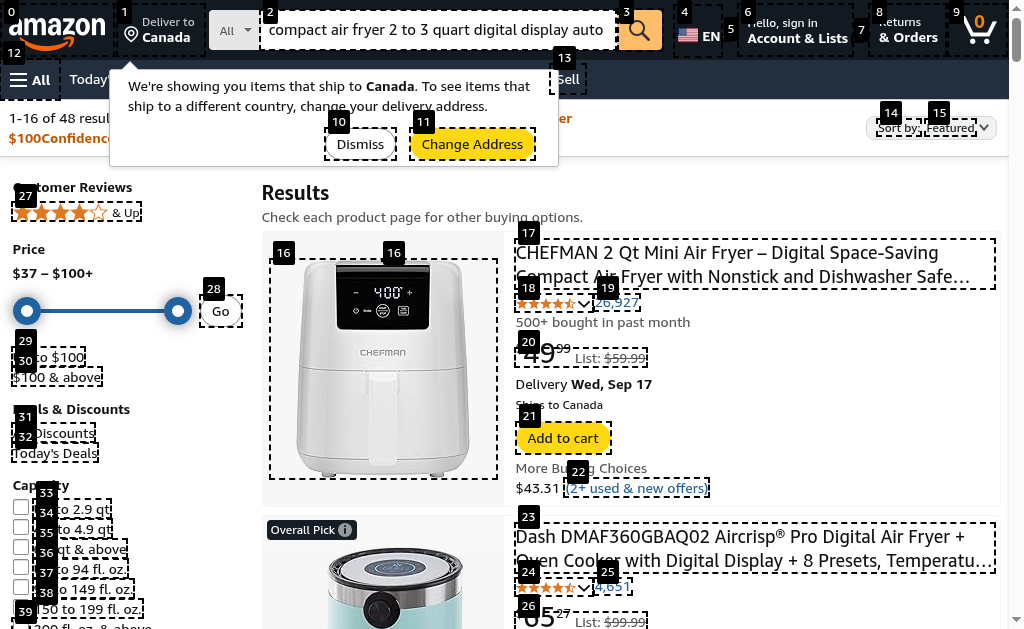 0
1
2
3
4
5
6
7
8
9
amazon
Deliver to
Canada
All
compact air fryer 2 to 3 quart digital display auto
EN
Hello, sign in
Account & Lists
Returns
& Orders
0
12
13
All
Today'
Sell
We're showing you items that ship to Canada. To see items that
ship to a different country, change your delivery address.
10
11
Dismiss
Change Address
1-16 of 48 resul
er
$100Confidence
14
15
Sort by: Featured
Customer Reviews
27
& Up
Price
$37 – $100+
28
Go
29
to $100
30
$100 & above
Deals & Discounts
31
Discounts
32
Today's Deals
Capacity
33
to 2.9 qt
34
to 4.9 qt
35
qt & above
36
to 94 fl. oz.
37
to 149 fl. oz.
38
150 to 199 fl. oz.
39
200 fl. oz. & above
Results
Check each product page for other buying options.
16
16
400°
CHEFMAN
17
CHEFMAN 2 Qt Mini Air Fryer – Digital Space-Saving
Compact Air Fryer with Nonstick and Dishwasher Safe…
18
19
26,927
500+ bought in past month
20
49 99
List: $59.99
Delivery Wed, Sep 17
Ships to Canada
21
Add to cart
More Buying Choices
22
$43.31 (2+ used & new offers)
Overall Pick
23
Dash DMAF360GBAQ02 Aircrisp® Pro Digital Air Fryer +
Oven Cooker with Digital Display + 8 Presets, Temperatu…
24
25
4,651
26
65 27
List: $99.99